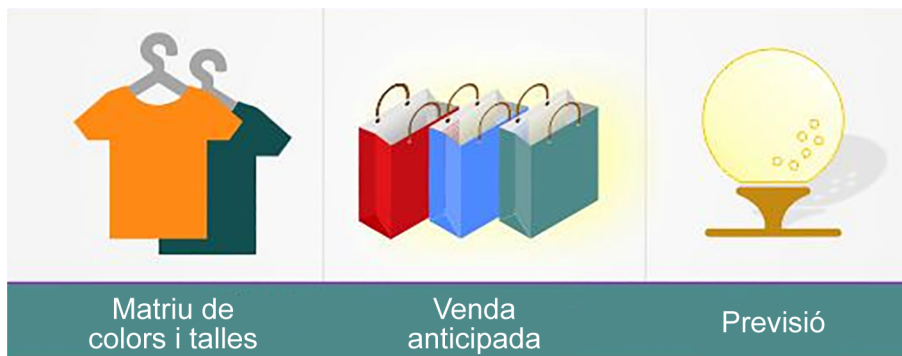 Matriu de
colors i talles
Venda
anticipada
Previsió